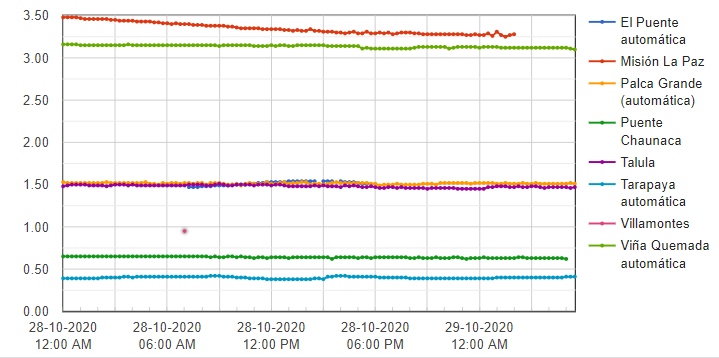 3.50
3.00
2.50
2.00
1.50
1.00
0.50
0.00
28-10-2020
12:00 AM
28-10-2020
06:00 AM
28-10-2020
12:00 PM
28-10-2020
06:00 PM
29-10-2020
12:00 AM
El Puente
automática
Misión La Paz
Palca Grande
(automática)
Puente
Chaunaca
Talula
Tarapaya
automática
Villamontes
Viña Quemada
automática